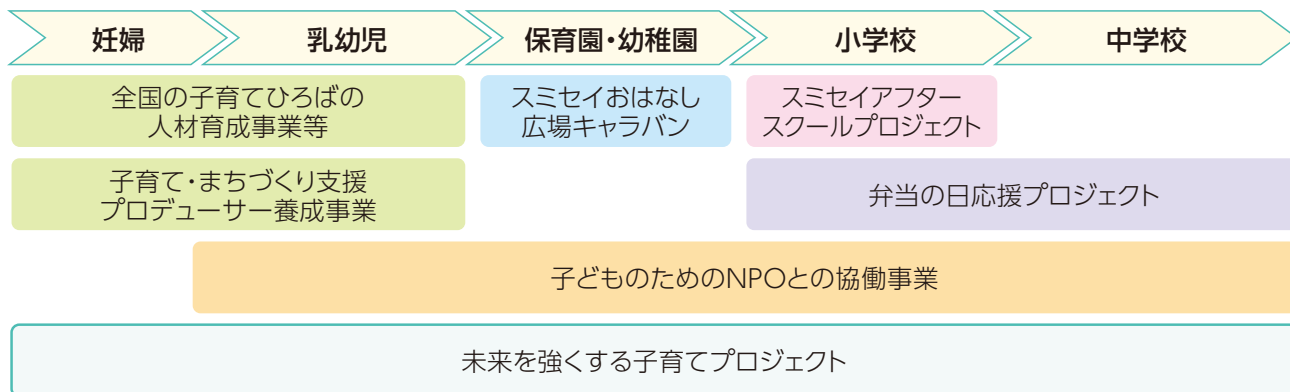 妊婦
乳幼児
保育園・幼稚園
小学校
中学校
全国の子育てひろばの
人材育成事業等
スミセイおはなし
広場キャラバン
スミセイアフター
スクールプロジェクト
子育て・まちづくり支援
プロデューサー養成事業
弁当の日応援プロジェクト
子どものためのNPOとの協働事業
未来を強くする子育てプロジェクト